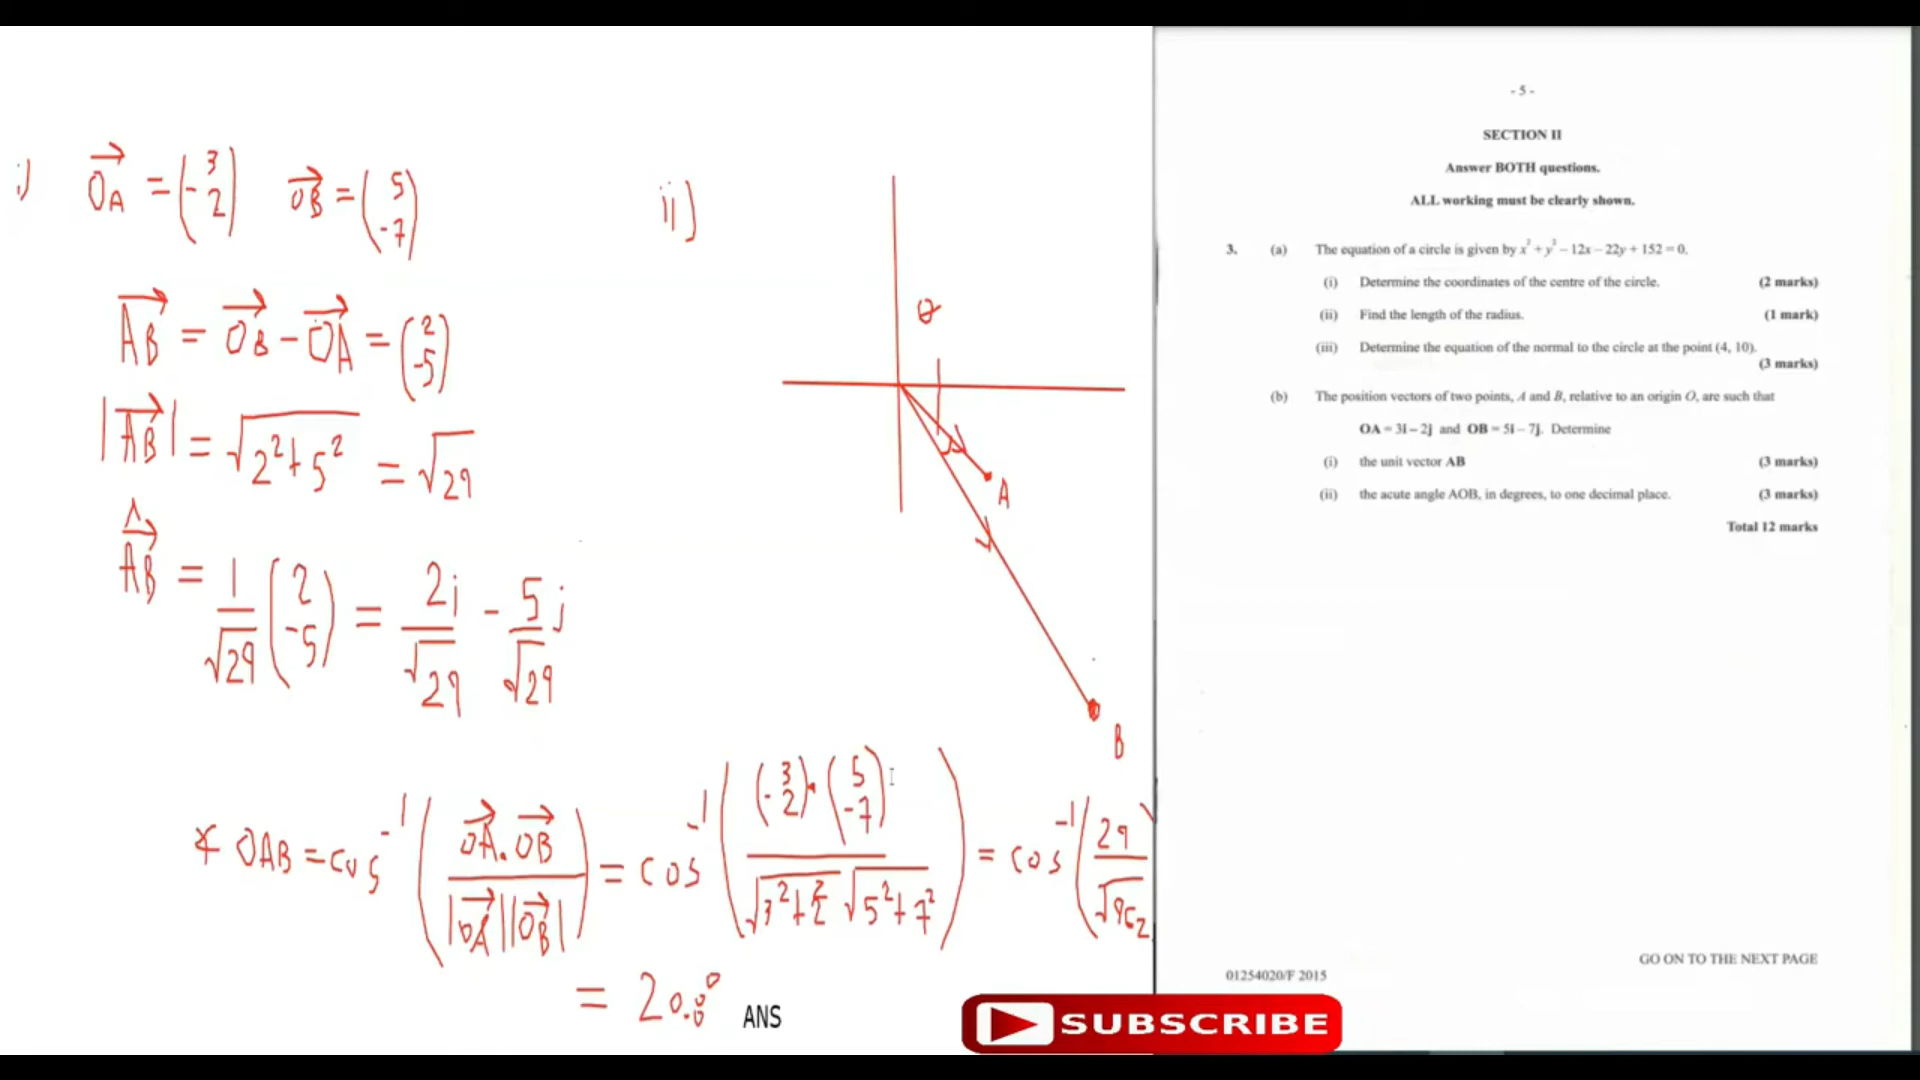 i) OA = (3 -2) OB = (5 -7)
AB = OB - OA = (2 -5)
|AB| = √2²+5² = √29
AB = 1/√29 (2 -5) = 2i/√29 - 5j/√29
ii)
A
B
∢ OAB = cos⁻¹ (OA.OB / |OA||OB|) = cos⁻¹ ((3 -2)·(5 -7) / √3²+2² √5²+7²) = cos⁻¹ (29 / √962
= 20.8°
ANS
SUBSCRIBE
- 5 -
SECTION II
Answer BOTH questions.
ALL working must be clearly shown.
3. (a) The equation of a circle is given by x² + y² – 12x – 22y + 152 = 0.
(i) Determine the coordinates of the centre of the circle. (2 marks)
(ii) Find the length of the radius. (1 mark)
(iii) Determine the equation of the normal to the circle at the point (4, 10).
(3 marks)
(b) The position vectors of two points, A and B, relative to an origin O, are such that
OA = 3i – 2j and OB = 5i – 7j. Determine
(i) the unit vector AB (3 marks)
(ii) the acute angle AOB, in degrees, to one decimal place. (3 marks)
Total 12 marks
GO ON TO THE NEXT PAGE
01254020/F 2015